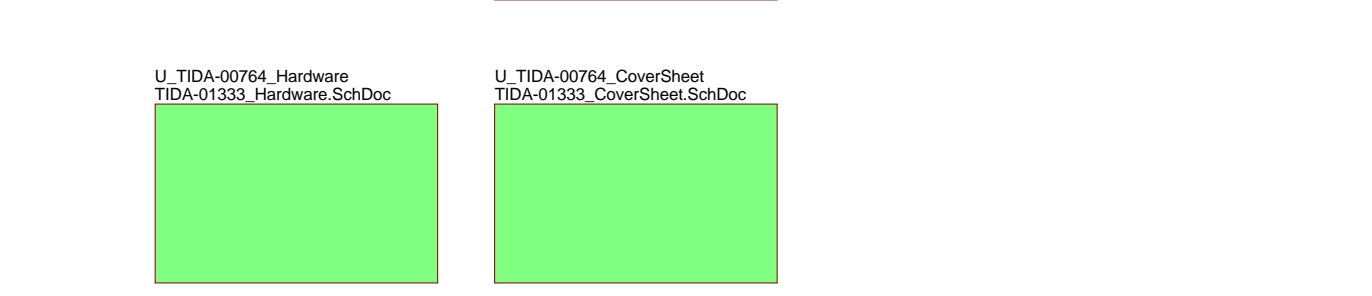 U_TIDA-00764_Hardware
TIDA-01333_Hardware.SchDoc
U_TIDA-00764_CoverSheet
TIDA-01333_CoverSheet.SchDoc